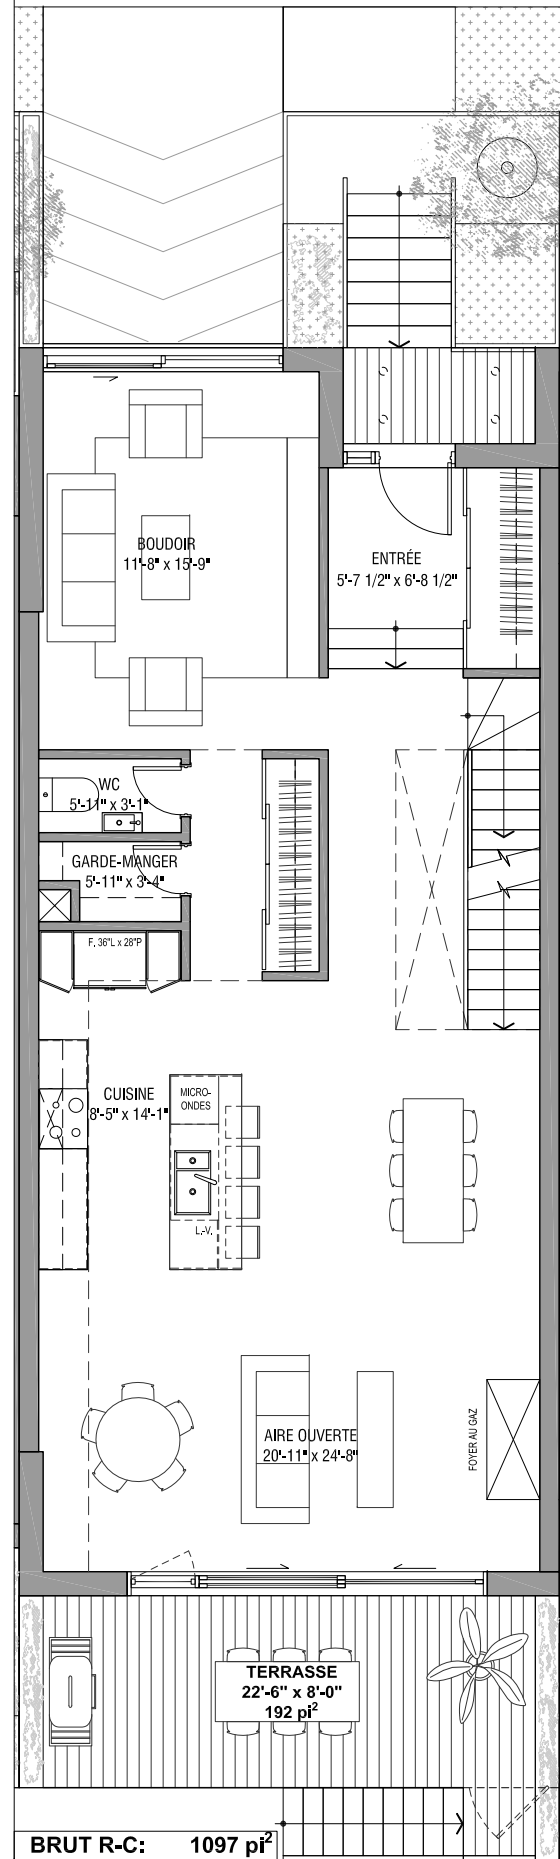 BOUDOIR
11'-8" x 15'-9"
ENTRÉE
5'-7 1/2" x 6'-8 1/2"
WC
5'-11" x 3'-1"
GARDE-MANGER
5'-11" x 3'-4"
F. 36"L x 28"P
CUISINE
8'-5" x 14'-1"
MICRO-
ONDES
L.-V.
AIRE OUVERTE
20'-11" x 24'-8"
FOYER AU GAZ
TERRASSE
22'-6" x 8'-0"
192 pi²
BRUT R-C: 1097 pi²